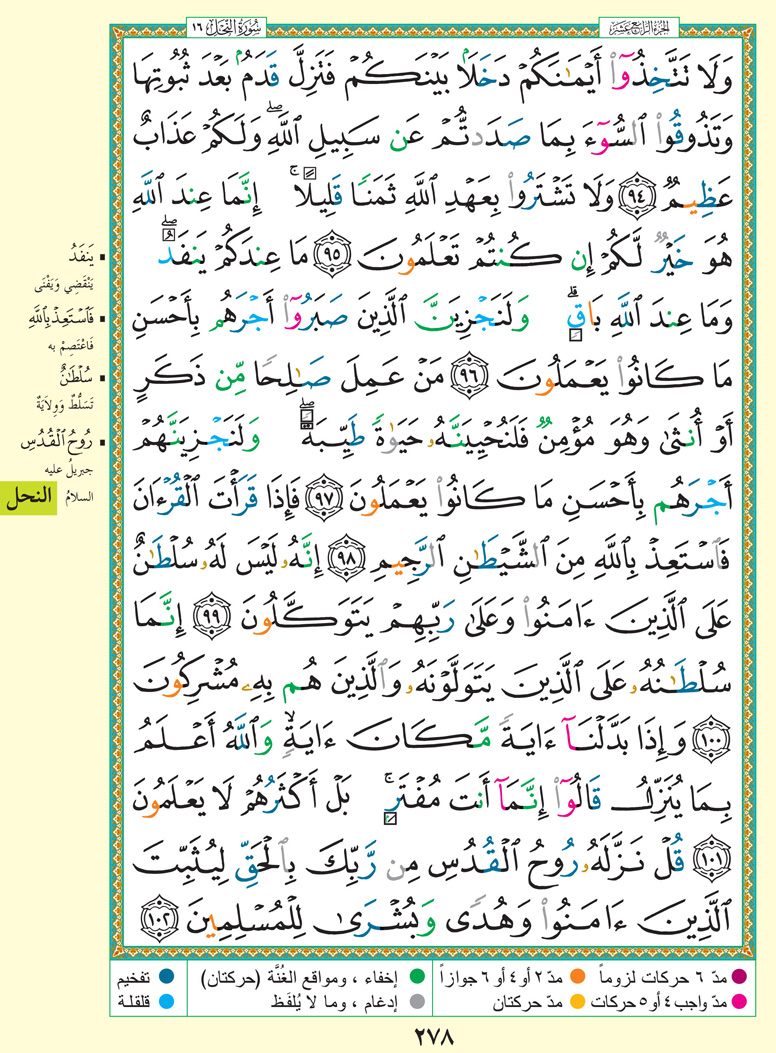 سُورَةُ النَّحْلِ ١٦
الجزء الرابع عشر
وَلَا تَتَّخِذُوٓا۟ أَيْمَٰنَكُمْ دَخَلًۢا بَيْنَكُمْ فَتَزِلَّ قَدَمٌۢ بَعْدَ ثُبُوتِهَا
وَتَذُوقُوا۟ ٱلسُّوٓءَ بِمَا صَدَدتُّمْ عَن سَبِيلِ ٱللَّهِ ۖ وَلَكُمْ عَذَابٌ
عَظِيمٌ ٩٤ وَلَا تَشْتَرُوا۟ بِعَهْدِ ٱللَّهِ ثَمَنًا قَلِيلًا ۚ إِنَّمَا عِندَ ٱللَّهِ
هُوَ خَيْرٌ لَّكُمْ إِن كُنتُمْ تَعْلَمُونَ ٩٥ مَا عِندَكُمْ يَنفَدُ ۖ
وَمَا عِندَ ٱللَّهِ بَاقٍ ۗ وَلَنَجْزِيَنَّ ٱلَّذِينَ صَبَرُوٓا۟ أَجْرَهُم بِأَحْسَنِ
مَا كَانُوا۟ يَعْمَلُونَ ٩٦ مَنْ عَمِلَ صَٰلِحًا مِّن ذَكَرٍ
أَوْ أُنثَىٰ وَهُوَ مُؤْمِنٌ فَلَنُحْيِيَنَّهُۥ حَيَوٰةً طَيِّبَةً ۖ وَلَنَجْزِيَنَّهُمْ
أَجْرَهُم بِأَحْسَنِ مَا كَانُوا۟ يَعْمَلُونَ ٩٧ فَإِذَا قَرَأْتَ ٱلْقُرْءَانَ
فَٱسْتَعِذْ بِٱللَّهِ مِنَ ٱلشَّيْطَٰنِ ٱلرَّجِيمِ ٩٨ إِنَّهُۥ لَيْسَ لَهُۥ سُلْطَٰنٌ
عَلَى ٱلَّذِينَ ءَامَنُوا۟ وَعَلَىٰ رَبِّهِمْ يَتَوَكَّلُونَ ٩٩ إِنَّمَا
سُلْطَٰنُهُۥ عَلَى ٱلَّذِينَ يَتَوَلَّوْنَهُۥ وَٱلَّذِينَ هُم بِهِۦ مُشْرِكُونَ
١٠٠ وَإِذَا بَدَّلْنَآ ءَايَةً مَّكَانَ ءَايَةٍ ۙ وَٱللَّهُ أَعْلَمُ
بِمَا يُنَزِّلُ قَالُوٓا۟ إِنَّمَآ أَنتَ مُفْتَرٍۭ ۚ بَلْ أَكْثَرُهُمْ لَا يَعْلَمُونَ
١٠١ قُلْ نَزَّلَهُۥ رُوحُ ٱلْقُدُسِ مِن رَّبِّكَ بِٱلْحَقِّ لِيُثَبِّتَ
ٱلَّذِينَ ءَامَنُوا۟ وَهُدًى وَبُشْرَىٰ لِلْمُسْلِمِينَ ١٠٢
يَنفَدُ
يَنْقَضِي وَيَفْنَى
فَٱسْتَعِذْ بِٱللَّهِ
فَاعْتَصِمْ به
سُلْطَٰنٌ
تَسَلُّطٌ وَوِلَايَةٌ
رُوحُ ٱلْقُدُسِ
جبريلُ عليه
السلامُ
النحل
مدّ ٦ حركات لزوماً
مدّ ٢ أو ٤ أو ٦ جوازاً
إخفاء ، ومواقع الغُنَّة (حركتان)
تفخيم
مدّ واجب ٤ أو ٥ حركات
مدّ حركتان
إدغام ، وما لا يُلفَظ
قلقلة
٢٧٨